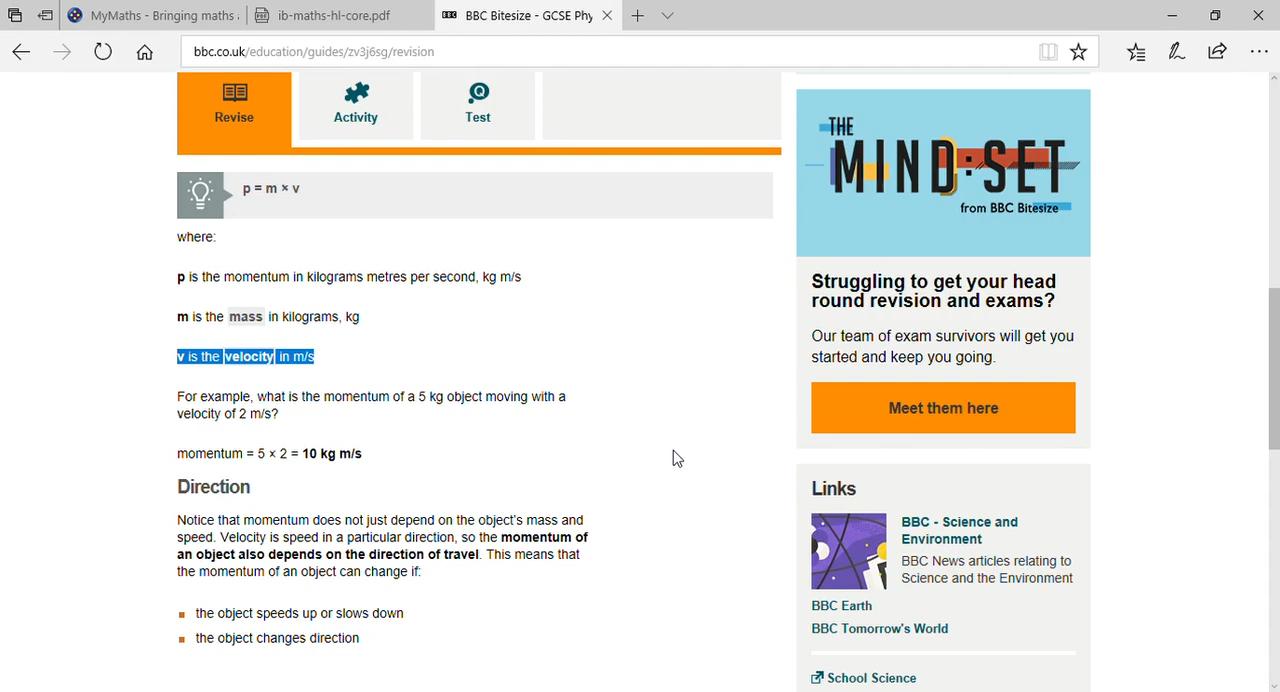 MyMaths - Bringing maths
ib-maths-hl-core.pdf
BBC BBC Bitesize - GCSE Phy
bbc.co.uk/education/guides/zv3j6sg/revision
Revise
Activity
Test
p = m × v
where:
p is the momentum in kilograms metres per second, kg m/s
m is the mass in kilograms, kg
v is the velocity in m/s
For example, what is the momentum of a 5 kg object moving with a
velocity of 2 m/s?
momentum = 5 × 2 = 10 kg m/s
Direction
Notice that momentum does not just depend on the object's mass and
speed. Velocity is speed in a particular direction, so the momentum of
an object also depends on the direction of travel. This means that
the momentum of an object can change if:
the object speeds up or slows down
the object changes direction
THE
MIND:SET
from BBC Bitesize
Struggling to get your head
round revision and exams?
Our team of exam survivors will get you
started and keep you going.
Meet them here
Links
BBC - Science and
Environment
BBC News articles relating to
Science and the Environment
BBC Earth
BBC Tomorrow's World
School Science